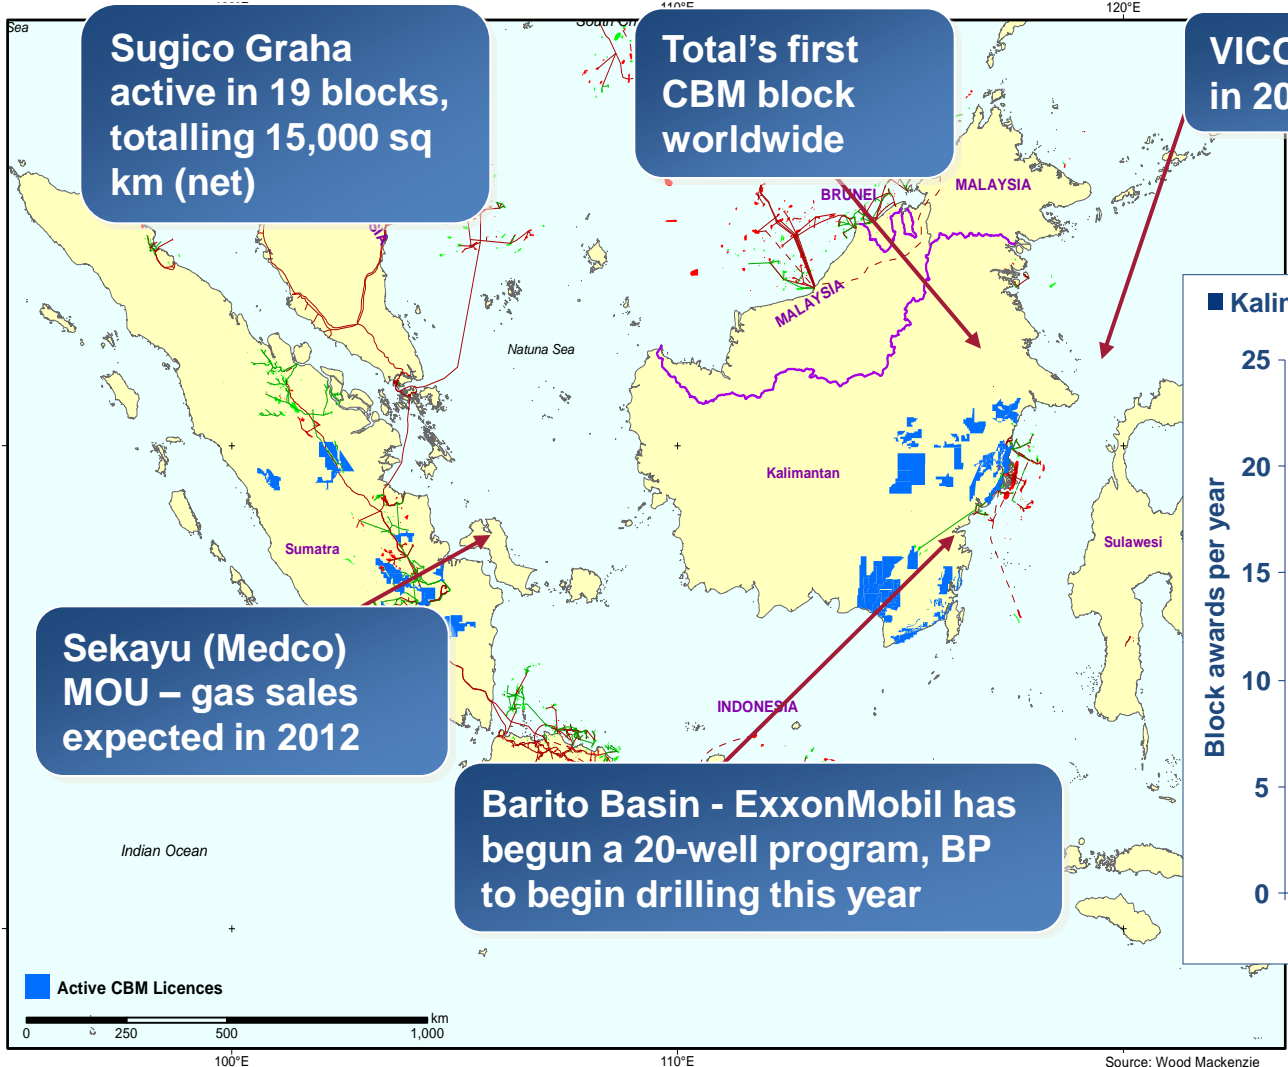 110°E
120°E
Sea
Sugico Graha
active in 19 blocks,
totalling 15,000 sq
km (net)
Total's first
CBM block
worldwide
BRUNEI
MALAYSIA
MALAYSIA
Natuna Sea
Kalimantan
Sumatra
Sulawesi
INDONESIA
Indian Ocean
Sekayu (Medco)
MOU – gas sales
expected in 2012
Barito Basin - ExxonMobil has
begun a 20-well program, BP
to begin drilling this year
Block awards per year
25
20
15
10
5
0
Active CBM Licences
km
0 250 500 1,000
100°E
110°E
Source: Wood Mackenzie